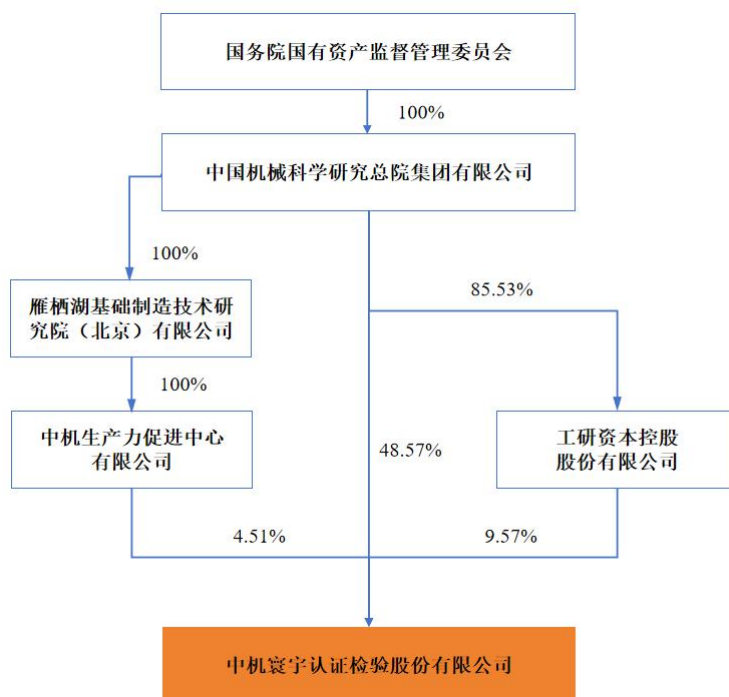 国务院国有资产监督管理委员会
100%
中国机械科学研究总院集团有限公司
100%
85.53%
雁栖湖基础制造技术研
究院（北京）有限公司
100%
中机生产力促进中心
有限公司
48.57%
工研资本控股
股份有限公司
4.51%
9.57%
中机寰宇认证检验股份有限公司